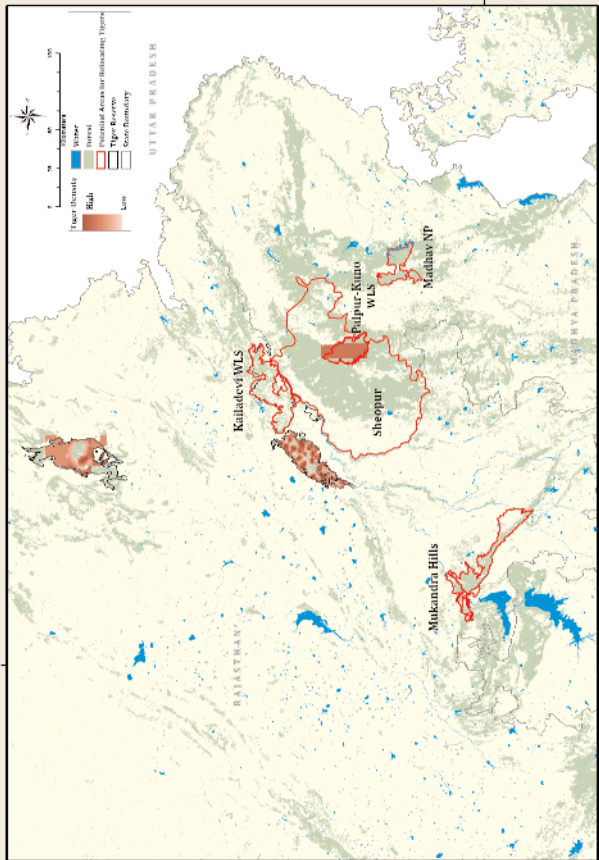 UTTAR PRADESH
100
50
25
0
Kilometers
Water
Forest
Potential Areas for Relocating Tigers
Tiger Reserve
State Boundary
Tiger Density
High
Low
Kailadevi WLS
Palpur-Kuno
WLS
Madhav NP
Sheopur
Mukandra Hills
RAJASTHAN
MADHYA PRADESH